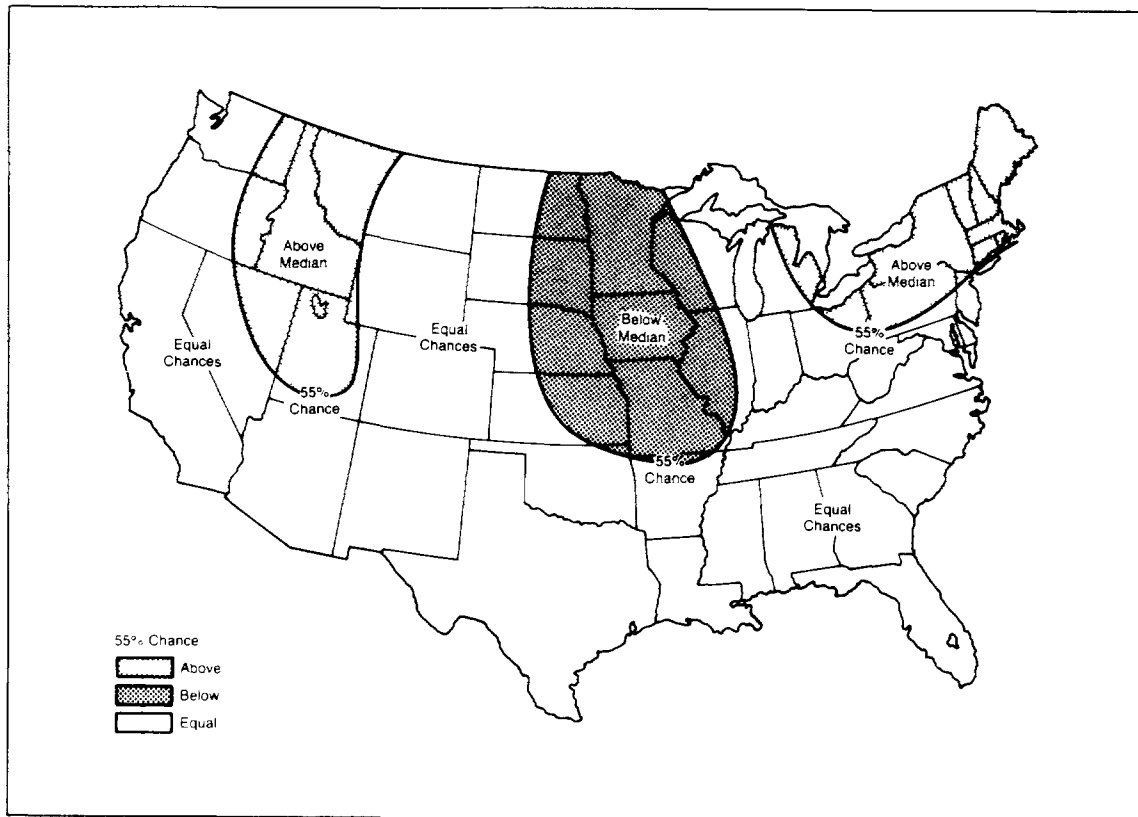 Above
Median
Equal
Chances
55%
Chance
Equal
Chances
Below
Median
55%
Chance
Above
Median
55%
Chance
Equal
Chances
55% Chance
Above
Below
Equal